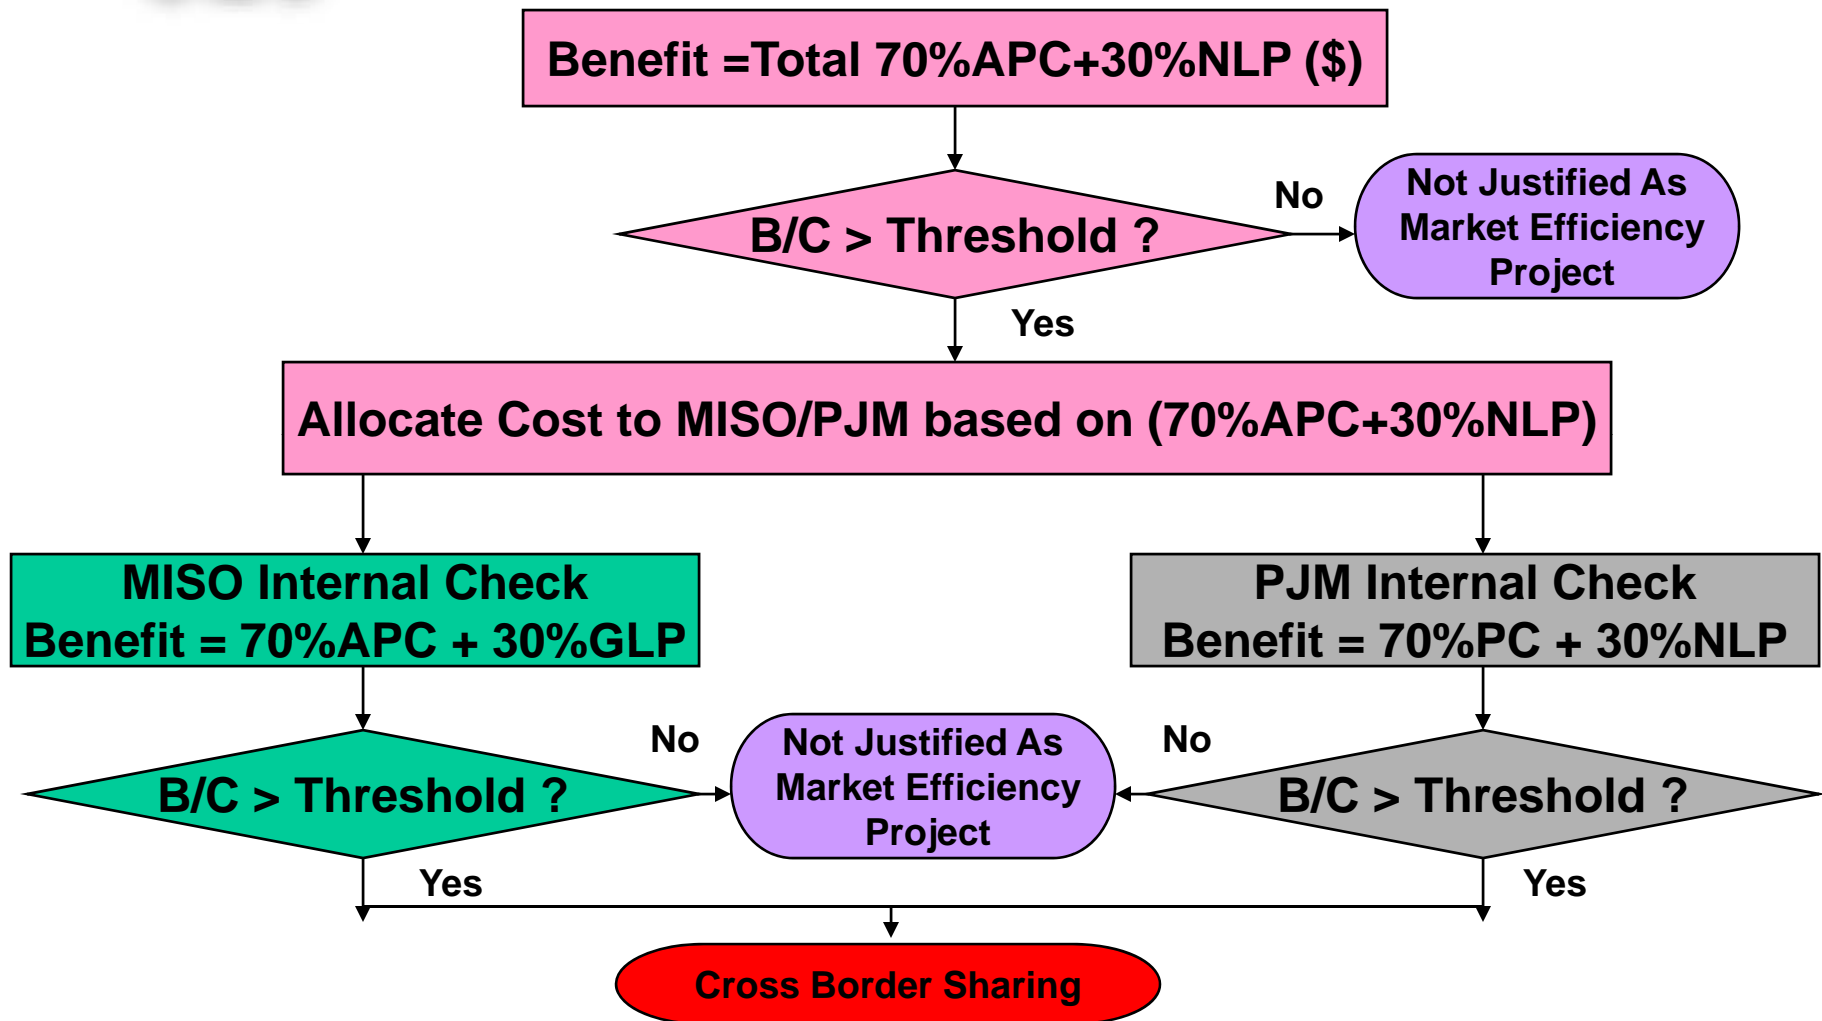 Benefit =Total 70%APC+30%NLP ($)
B/C > Threshold ?
No
Not Justified As
Market Efficiency
Project
Yes
Allocate Cost to MISO/PJM based on (70%APC+30%NLP)
MISO Internal Check
Benefit = 70%APC + 30%GLP
PJM Internal Check
Benefit = 70%PC + 30%NLP
B/C > Threshold ?
No
Not Justified As
Market Efficiency
Project
No
B/C > Threshold ?
Yes
Yes
Cross Border Sharing